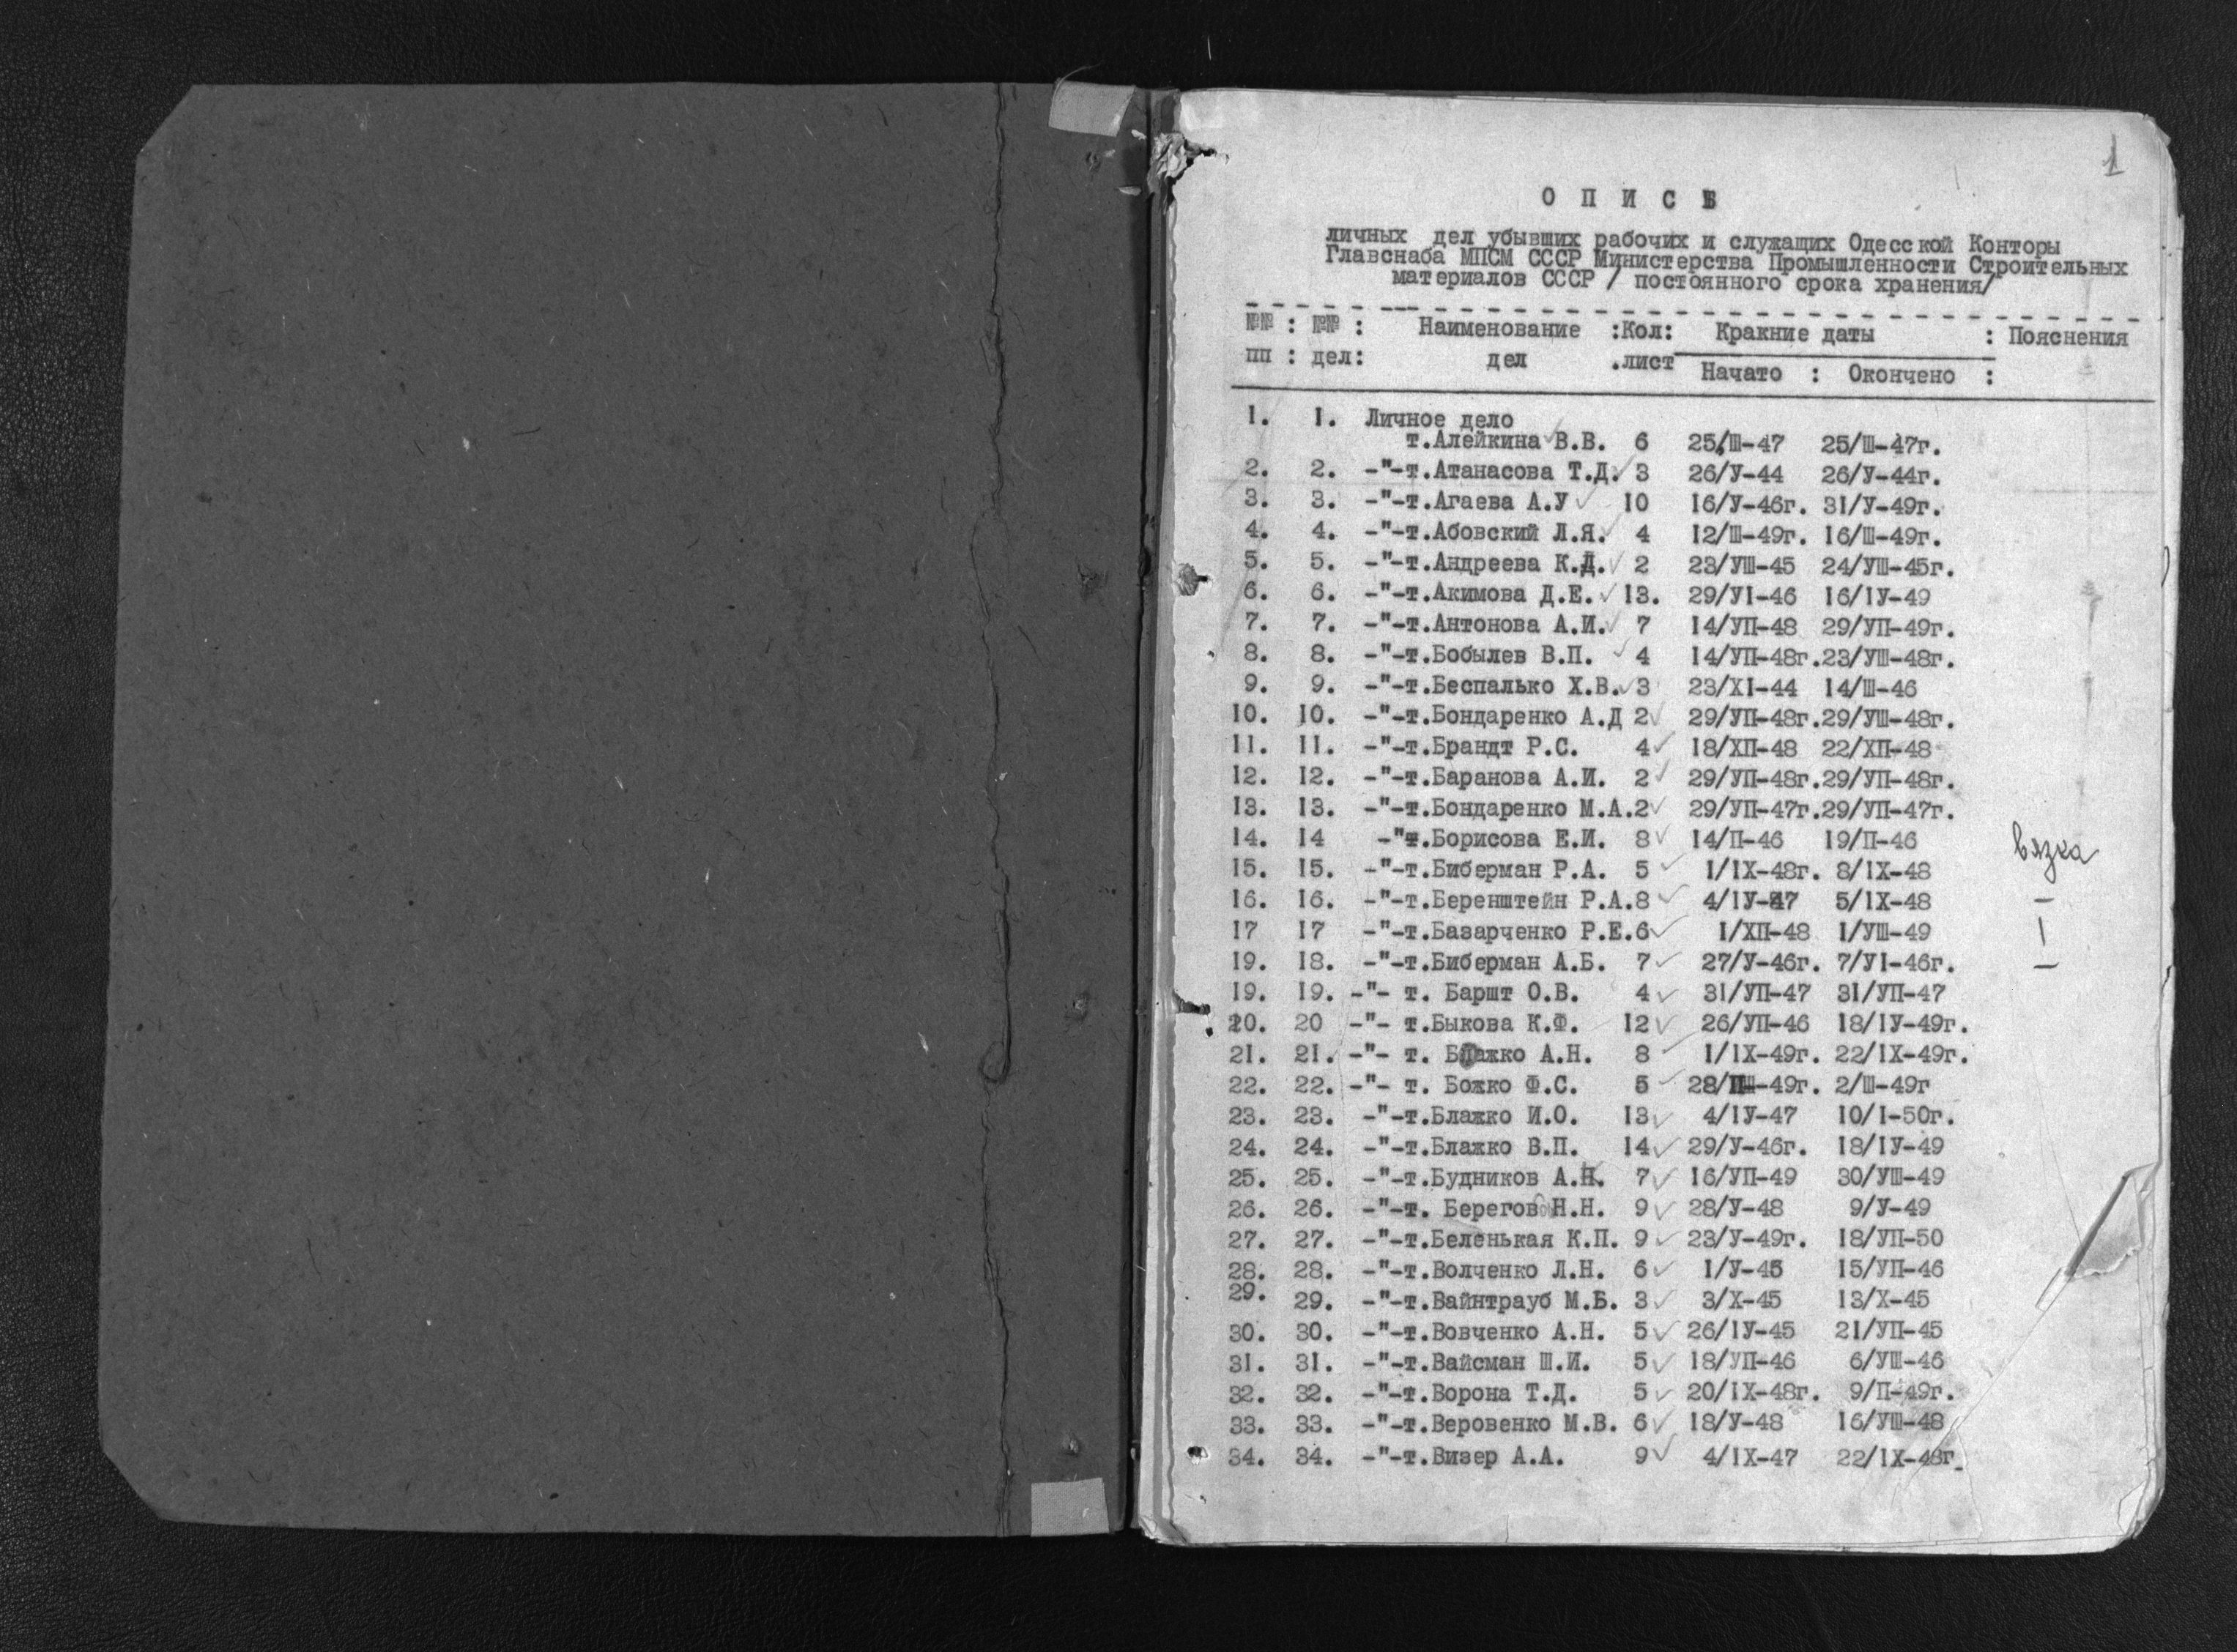 1
О П И С Ь
личных дел убывших рабочих и служащих Одесской Конторы
Главснаба МПСМ СССР Министерства Промышленности Строительных
материалов СССР / постоянного срока хранения/
№№ : №№ : Наименование :Кол: Кракние даты : Пояснения
пп : дел: дел .лист Начато : Окончено :
1. 1. Личное дело
т.Алейкина В.В. 6 25/Ш-47 25/Ш-47г.
2. 2. -"-т.Атанасова Т.Д. 3 26/У-44 26/У-44г.
3. 3. -"-т.Агаева А.У 10 16/У-46г. 31/У-49г.
4. 4. -"-т.Абовский Л.Я. 4 12/Ш-49г. 16/Ш-49г.
5. 5. -"-т.Андреева К.Д. 2 23/УШ-45 24/УШ-45г.
6. 6. -"-т.Акимова Д.Е. 13. 29/У1-46 16/1У-49
7. 7. -"-т.Антонова А.И. 7 14/УП-48 29/УП-49г.
8. 8. -"-т.Бобылев В.П. 4 14/УП-48г.23/УШ-48г.
9. 9. -"-т.Беспалько Х.В. 3 23/Х1-44 14/Ш-46
10. 10. -"-т.Бондаренко А.Д 2 29/УП-48г.29/УШ-48г.
11. 11. -"-т.Брандт Р.С. 4 18/ХП-48 22/ХП-48
12. 12. -"-т.Баранова А.И. 2 29/УП-48г.29/УП-48г.
13. 13. -"-т.Бондаренко М.А.2 29/УП-47г.29/УП-47г.
14. 14 -"т.Борисова Е.И. 8 14/П-46 19/П-46 вязка
15. 15. -"-т.Биберман Р.А. 5 1/1Х-48г. 8/1Х-48
16. 16. -"-т.Беренштейн Р.А.8 4/1У-47 5/1Х-48 –
17 17 -"-т.Базарченко Р.Е.6 1/ХП-48 1/УШ-49 |
19. 18. -"-т.Биберман А.Б. 7 27/У-46г. 7/У1-46г. –
19. 19. -"- т. Баршт О.В. 4 31/УП-47 31/УП-47
20. 20 -"- т.Быкова К.Ф. 12 26/УП-46 18/1У-49г.
21. 21. -"- т. Блажко А.Н. 8 1/1Х-49г. 22/1Х-49г.
22. 22. -"- т. Божко Ф.С. 5 28/-49г. 2/Ш-49г
23. 23. -"-т.Блажко И.О. 13 4/1У-47 10/1-50г.
24. 24. -"-т.Блажко В.П. 14 29/У-46г. 18/1У-49
25. 25. -"-т.Будников А.Н. 7 16/УП-49 30/УШ-49
26. 26. -"-т. Берегов Н.Н. 9 28/У-48 9/У-49
27. 27. -"-т.Беленькая К.П. 9 23/У-49г. 18/УП-50
28. 28. -"-т.Волченко Л.Н. 6 1/У-45 15/УП-46
29. 29. -"-т.Вайнтрауб М.Б. 3 3/Х-45 13/Х-45
30. 30. -"-т.Вовченко А.Н. 5 26/1У-45 21/УП-45
31. 31. -"-т.Вайсман Ш.И. 5 18/УП-46 6/УШ-46
32. 32. -"-т.Ворона Т.Д. 5 20/1Х-48г. 9/П-49г.
33. 33. -"-т.Веровенко М.В. 6 18/У-48 16/УШ-48
34. 34. -"-т.Визер А.А. 9 4/1Х-47 22/1Х-48г.